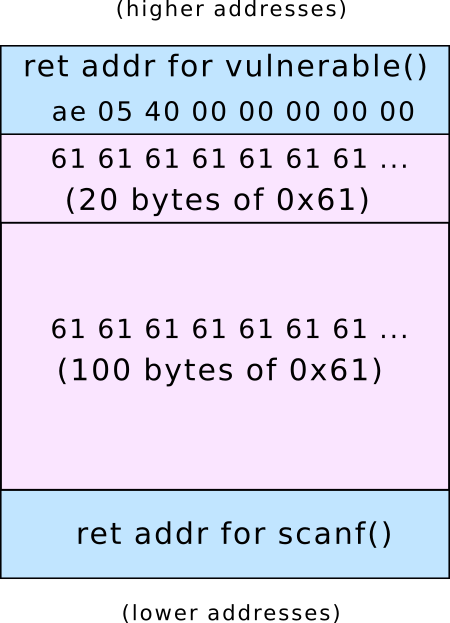 (higher addresses)
ret addr for vulnerable()
ae 05 40 00 00 00 00 00
61 61 61 61 61 61 61 ...
(20 bytes of 0x61)
61 61 61 61 61 61 61 ...
(100 bytes of 0x61)
ret addr for scanf()
(lower addresses)